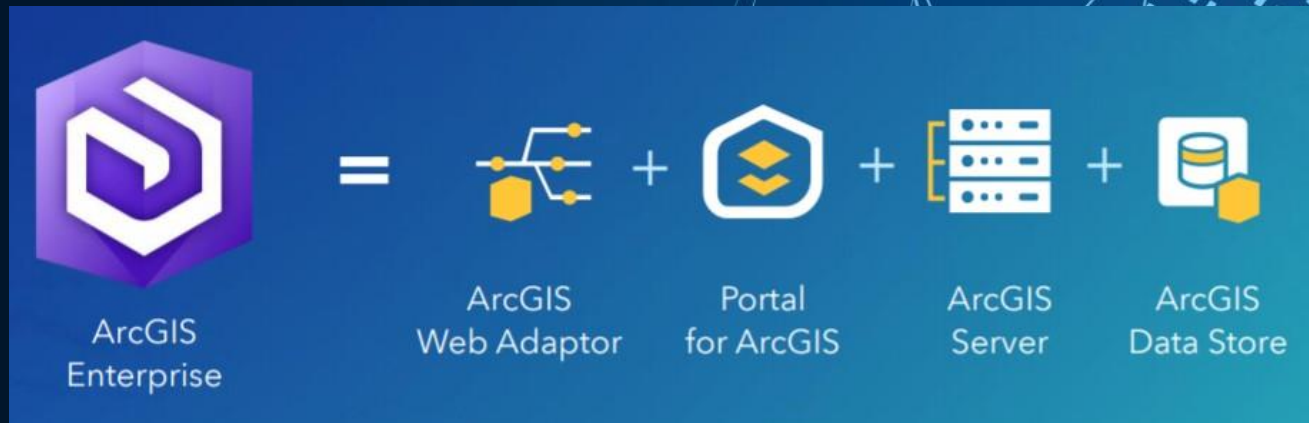 =
+
+
+
ArcGIS
Enterprise
ArcGIS
Web Adaptor
Portal
for ArcGIS
ArcGIS
Server
ArcGIS
Data Store